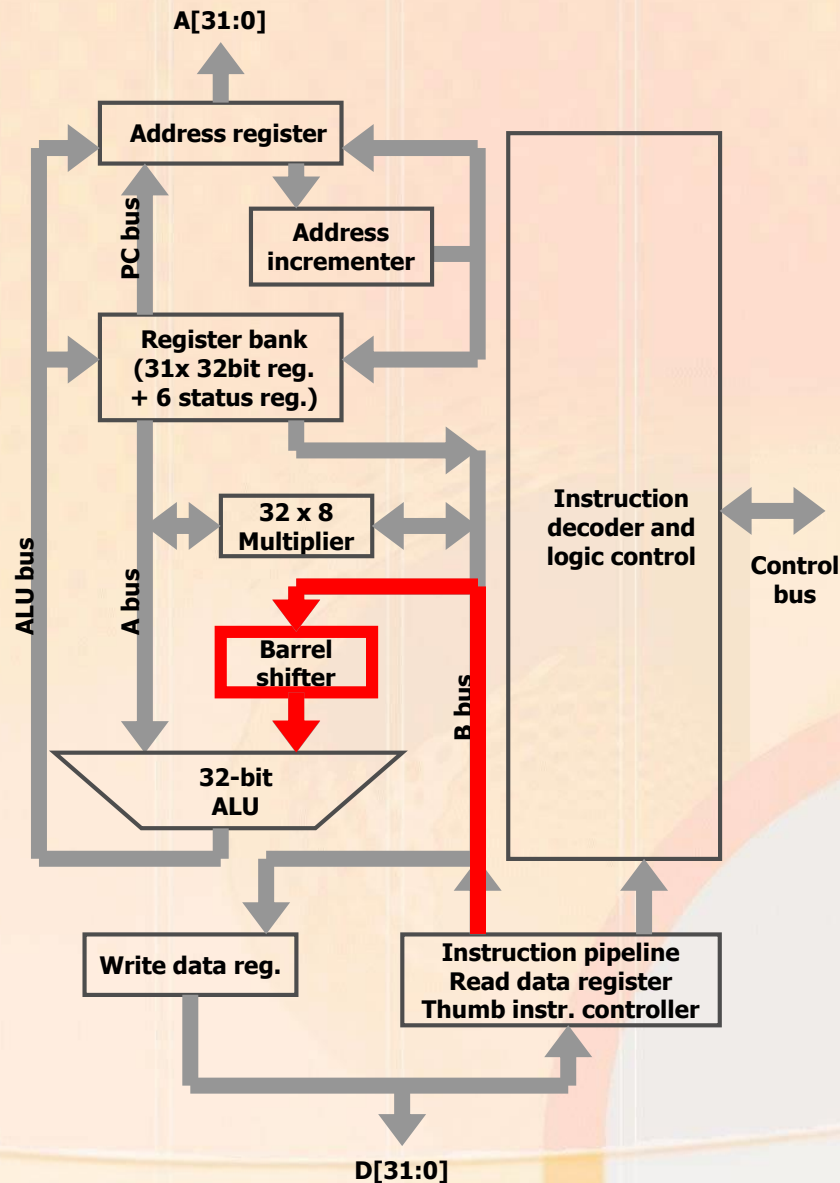 A[31:0]
Address register
PC bus
Address
incrementer
Register bank
(31x 32bit reg.
+ 6 status reg.)
32 x 8
Multiplier
Instruction
decoder and
logic control
Control
bus
ALU bus
A bus
Barrel
shifter
B bus
32-bit
ALU
Write data reg.
Instruction pipeline
Read data register
Thumb instr. controller
D[31:0]